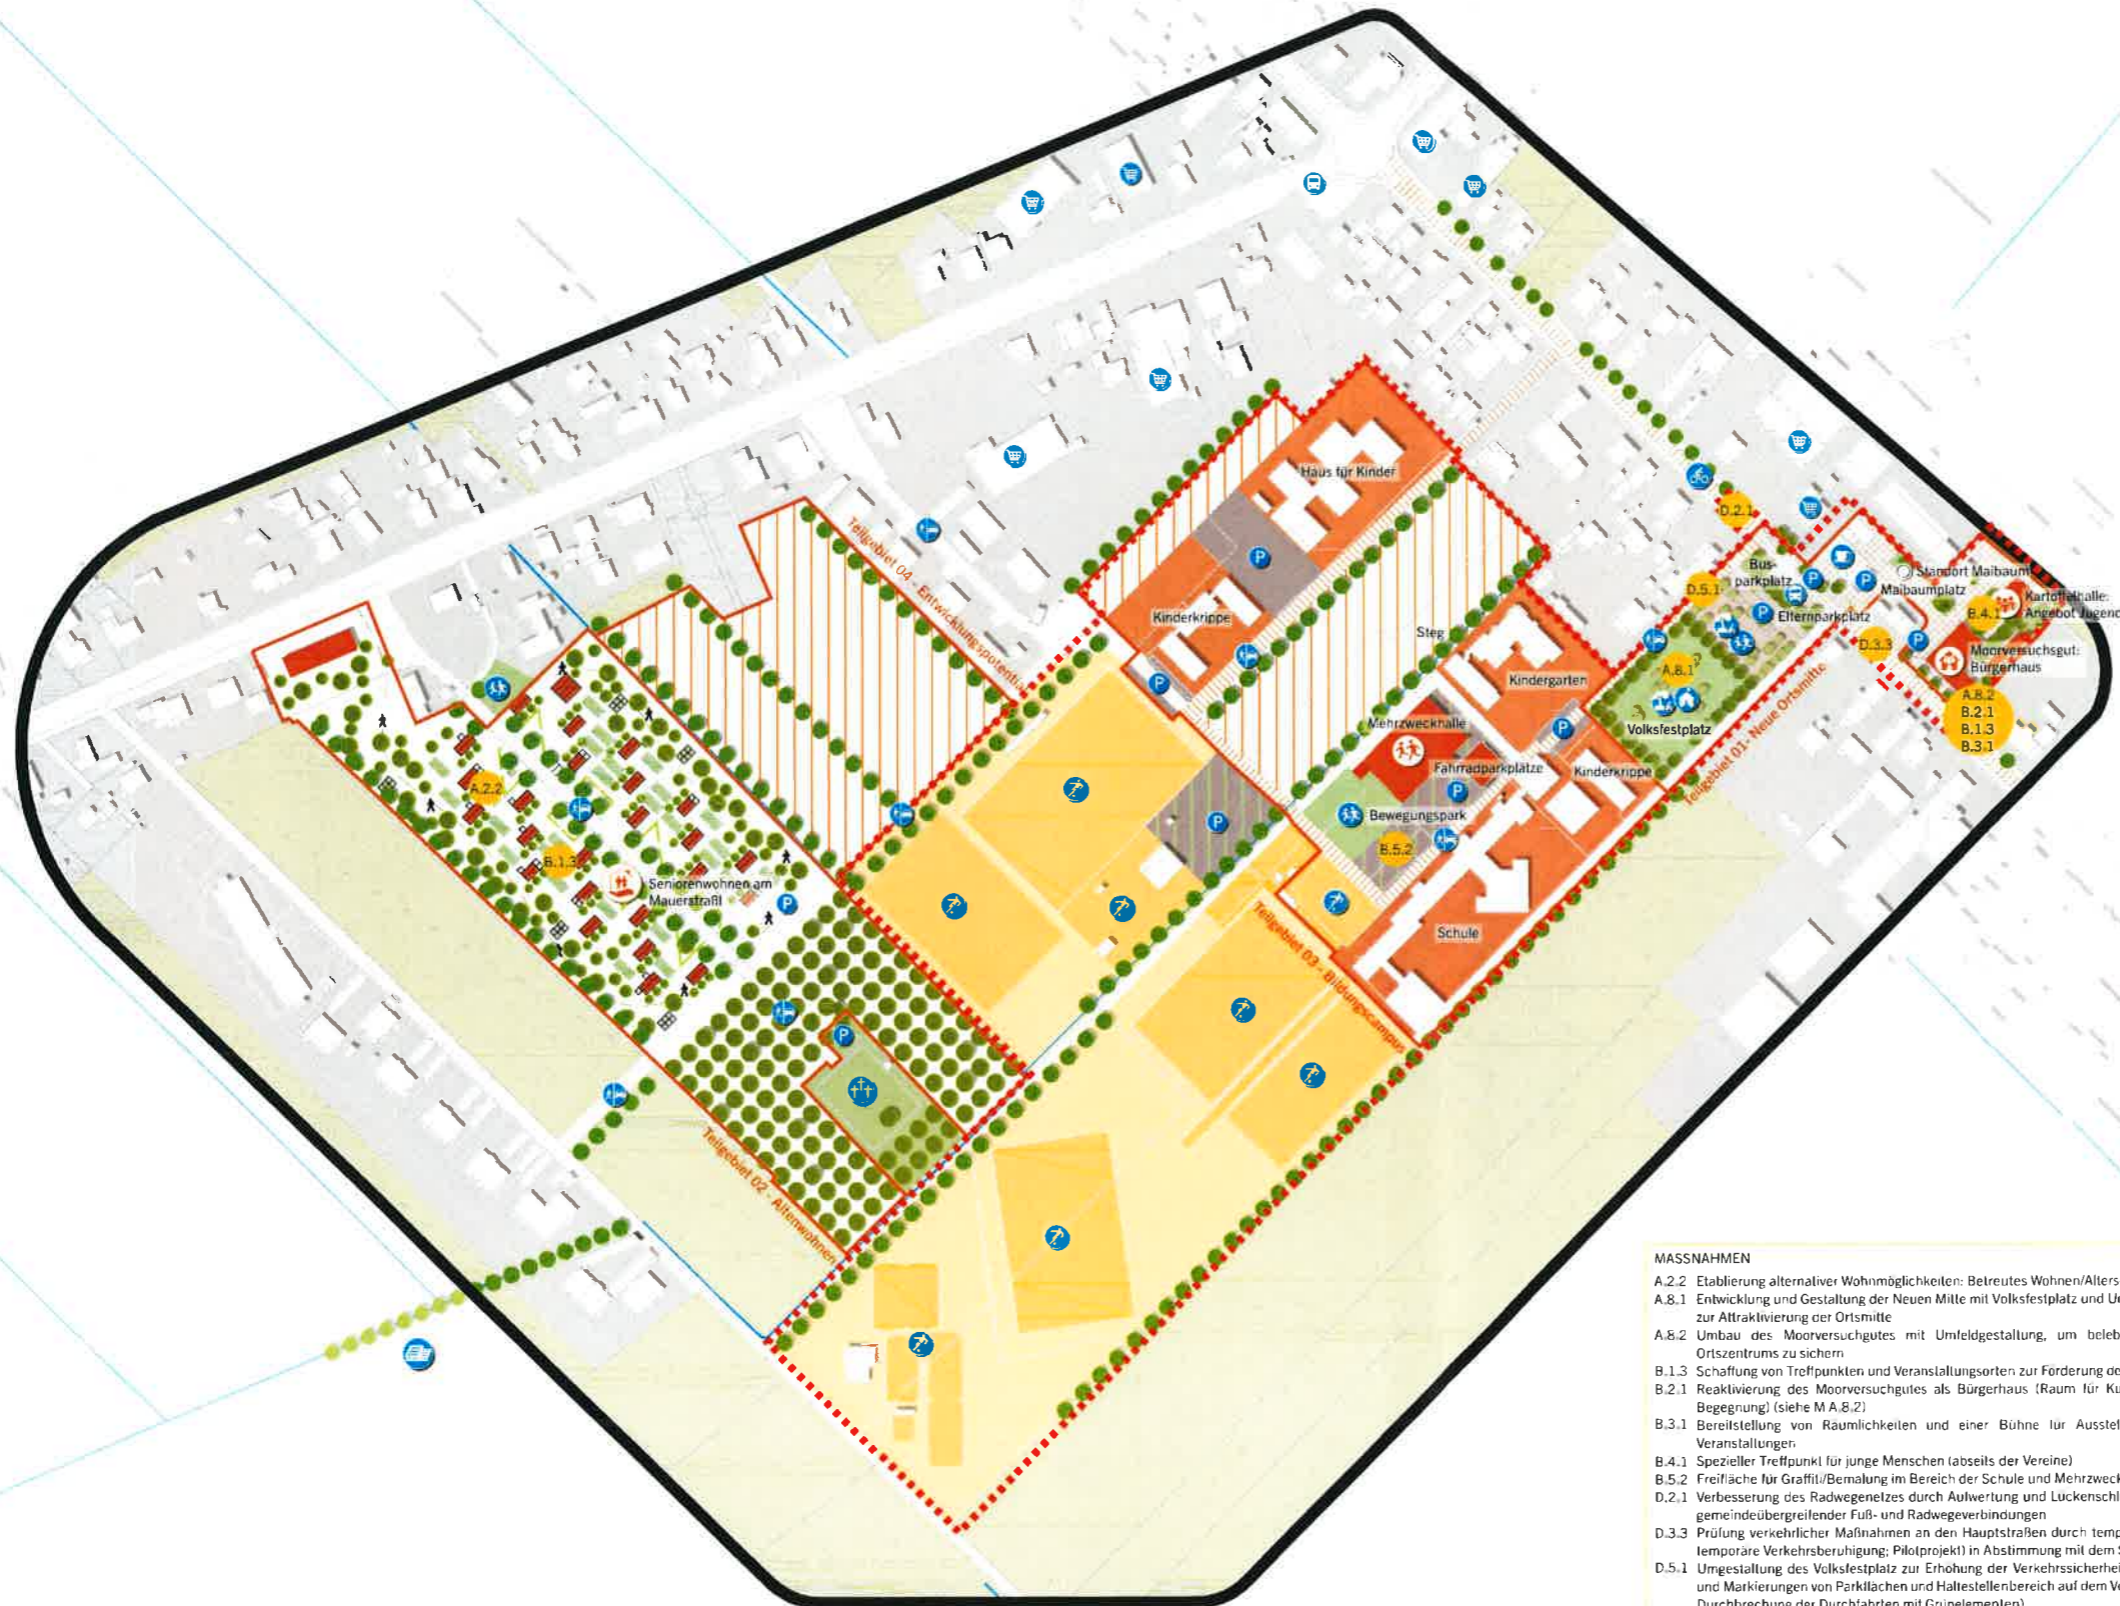 Haus für Kinder
P
Kinderkrippe
Steg
P
Teilgebiet 04 - Entwicklungspotential
D.2.1
Bus-
parkplatz
P
P
Standort Maibaum
Maibaumplatz
D.5.1
P
Elternparkplatz
B.4.1
Kartoffelhalle:
Angebot Jugend
D.3.3
P
Moorversuchsgut:
Bürgerhaus
A.8.1
Volksfestplatz
A.8.2
B.2.1
B.1.3
B.3.1
Teilgebiet 01- Neue Ortsmitte
Kindergarten
P
Mehrzweckhalle
Fahrradparkplätze
P
Kinderkrippe
Bewegungspark
B.5.2
P
Schule
Teilgebiet 03 - Bildungscampus
A.2.2
B.1.3
Seniorenwohnen am
Mauerstraßl
P
P
Teilgebiet 02 - Altenwohnen
MASSNAHMEN
A.2.2 Etablierung alternativer Wohnmöglichkeiten: Betreutes Wohnen/Alters
A.8.1 Entwicklung und Gestaltung der Neuen Mitte mit Volksfestplatz und Um
zur Attraktivierung der Ortsmitte
A.8.2 Umbau des Moorversuchgutes mit Umfeldgestaltung, um beleb
Ortszentrums zu sichern
B.1.3 Schaffung von Treffpunkten und Veranstaltungsorten zur Förderung de
B.2.1 Reaktivierung des Moorversuchgutes als Bürgerhaus (Raum für Ku
Begegnung) (siehe M A.8.2)
B.3.1 Bereitstellung von Räumlichkeiten und einer Bühne für Ausstel
Veranstaltungen
B.4.1 Spezieller Treffpunkt für junge Menschen (abseits der Vereine)
B.5.2 Freifläche für Graffiti/Bemalung im Bereich der Schule und Mehrzweck
D.2.1 Verbesserung des Radwegenetzes durch Aufwertung und Lückenschl
gemeindeübergreifender Fuß- und Radwegeverbindungen
D.3.3 Prüfung verkehrlicher Maßnahmen an den Hauptstraßen durch temp
temporäre Verkehrsberuhigung; Pilotprojekt) in Abstimmung mit dem S
D.5.1 Umgestaltung des Volksfestplatz zur Erhöhung der Verkehrssicherhei
und Markierungen von Parkflächen und Haltestellenbereich auf dem Ve
Durchbrechung der Durchfahrten mit Grünelementen)